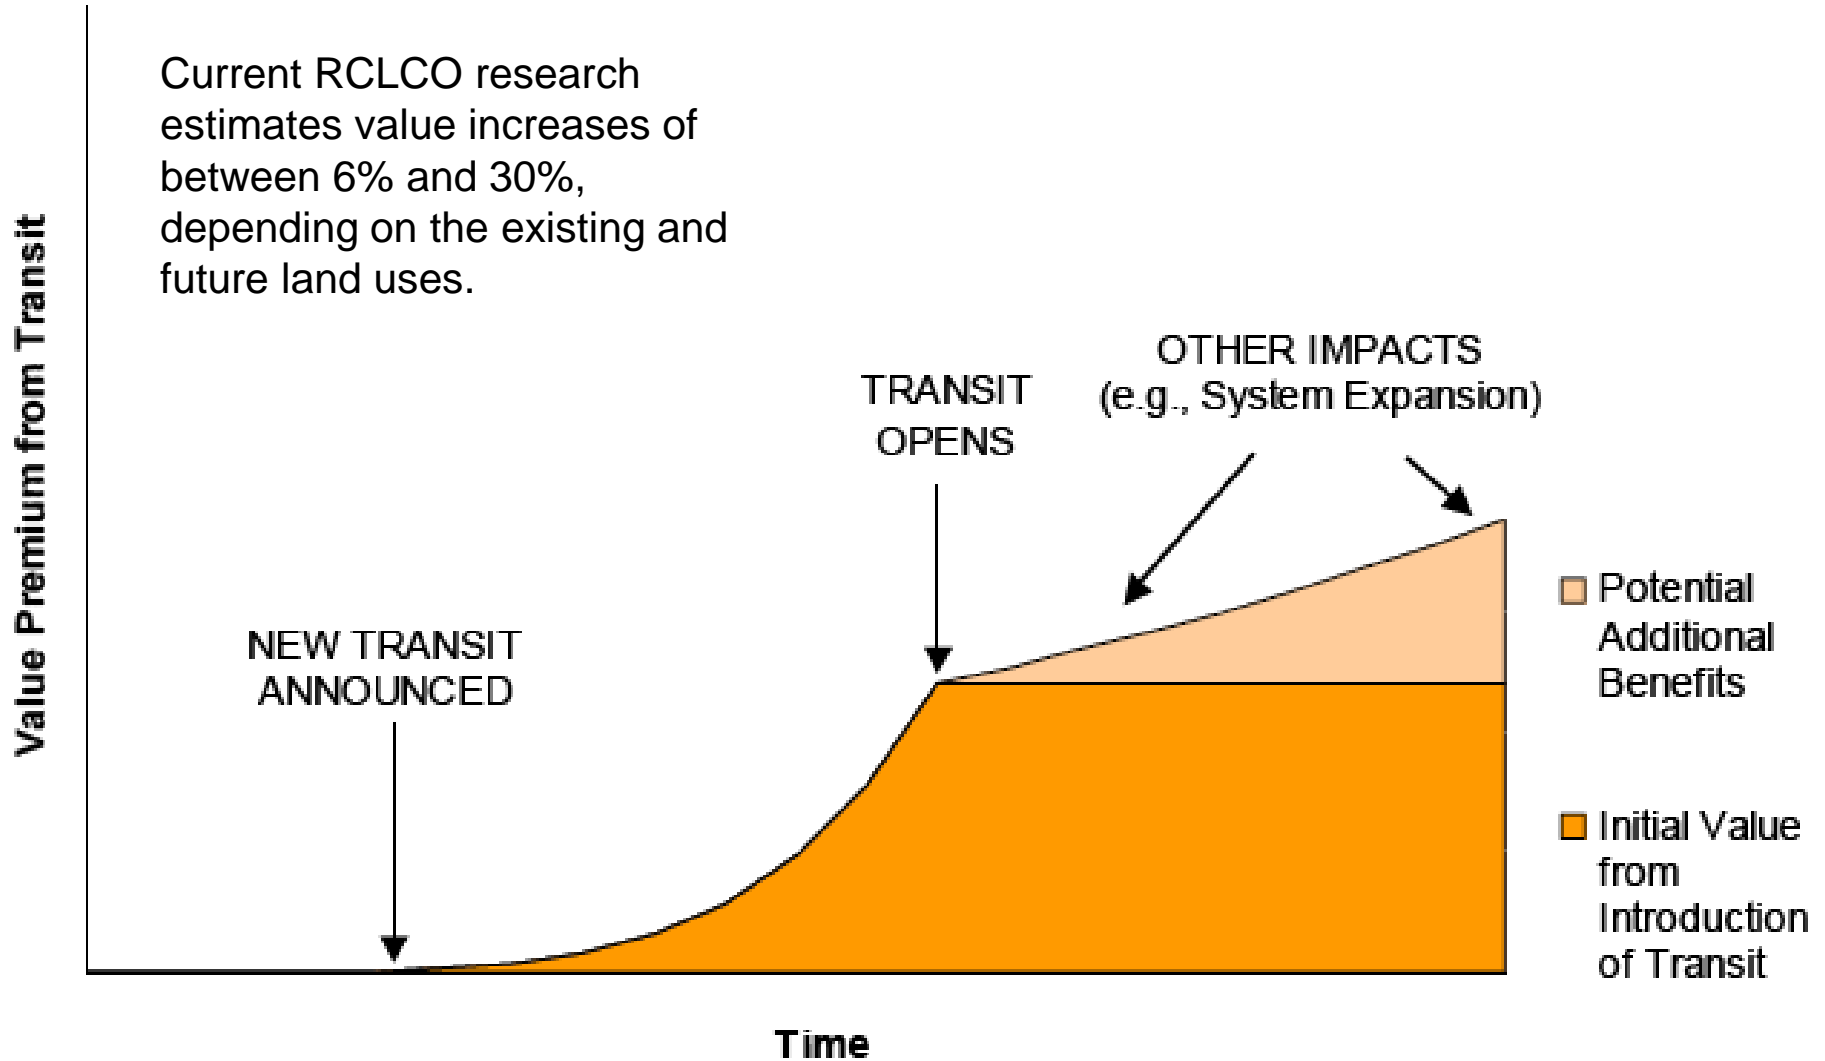 Current RCLCO research
estimates value increases of
between 6% and 30%,
depending on the existing and
future land uses.
Value Premium from Transit
OTHER IMPACTS
(e.g., System Expansion)
TRANSIT
OPENS
NEW TRANSIT
ANNOUNCED
Potential
Additional
Benefits
Initial Value
from
Introduction
of Transit
Time